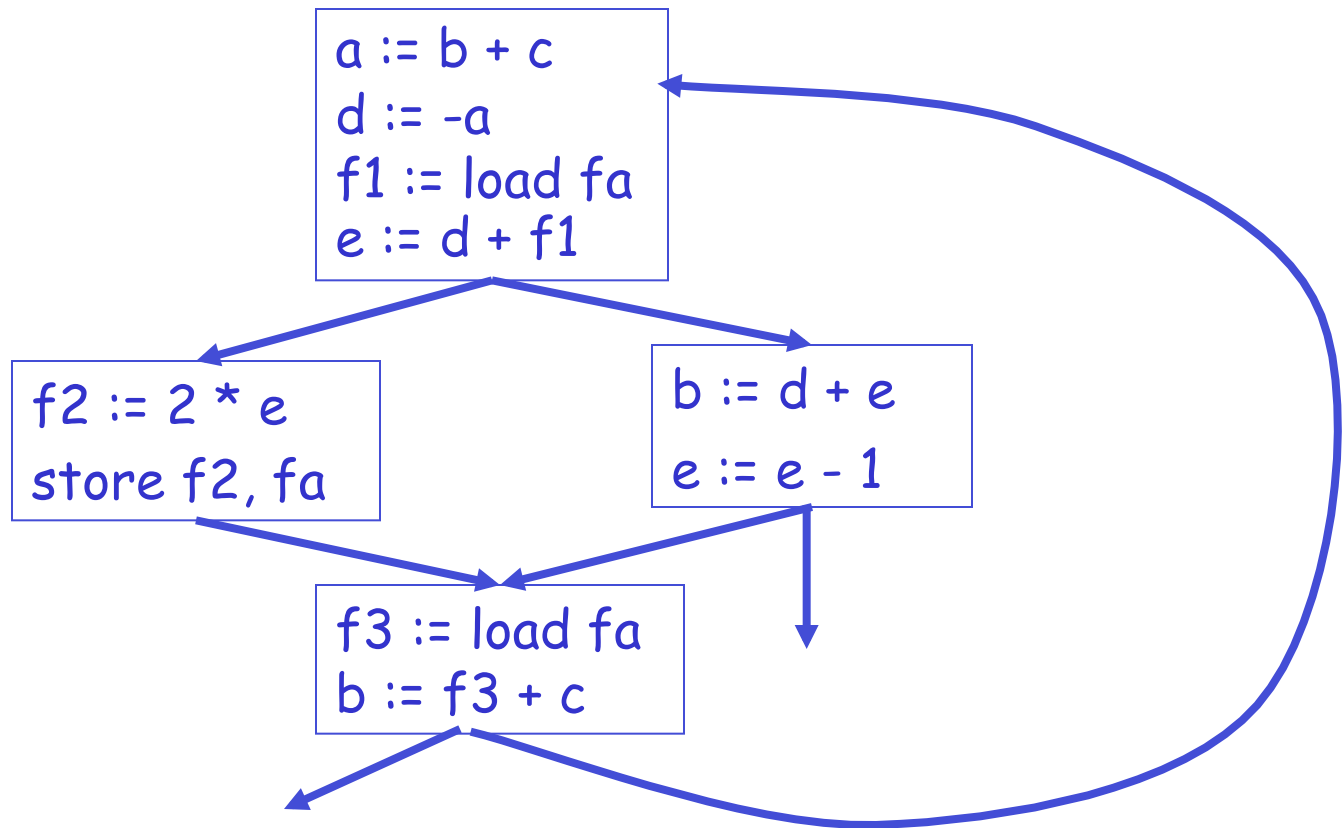 a := b + c
d := -a
f1 := load fa
e := d + f1
f2 := 2 * e
store f2, fa
b := d + e
e := e - 1
f3 := load fa
b := f3 + c